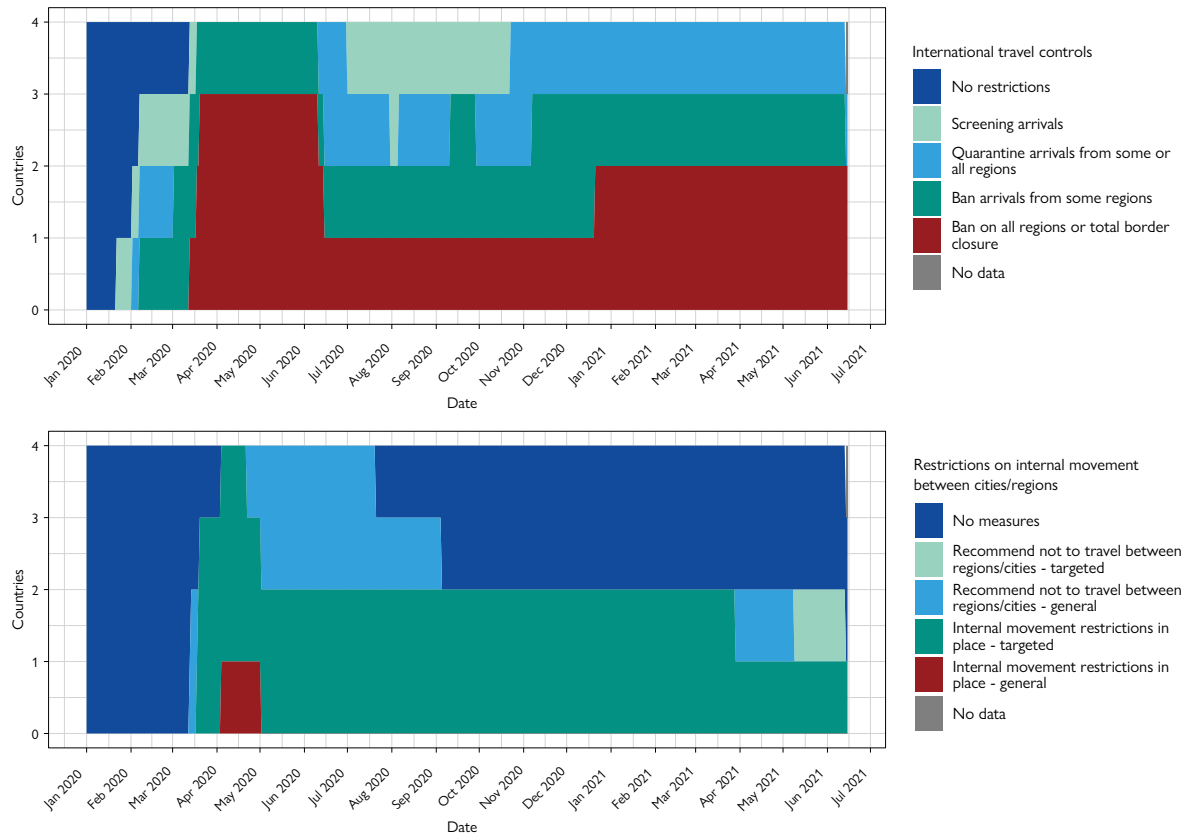 4
3
2
1
0
Countries
Jan 2020
Feb 2020
Mar 2020
Apr 2020
May 2020
Jun 2020
Jul 2020
Aug 2020
Sep 2020
Oct 2020
Nov 2020
Dec 2020
Jan 2021
Feb 2021
Mar 2021
Apr 2021
May 2021
Jun 2021
Jul 2021
Date
International travel controls
No restrictions
Screening arrivals
Quarantine arrivals from some or
all regions
Ban arrivals from some regions
Ban on all regions or total border
closure
No data
4
3
2
1
0
Countries
Jan 2020
Feb 2020
Mar 2020
Apr 2020
May 2020
Jun 2020
Jul 2020
Aug 2020
Sep 2020
Oct 2020
Nov 2020
Dec 2020
Jan 2021
Feb 2021
Mar 2021
Apr 2021
May 2021
Jun 2021
Jul 2021
Date
Restrictions on internal movement
between cities/regions
No measures
Recommend not to travel between
regions/cities - targeted
Recommend not to travel between
regions/cities - general
Internal movement restrictions in
place - targeted
Internal movement restrictions in
place - general
No data